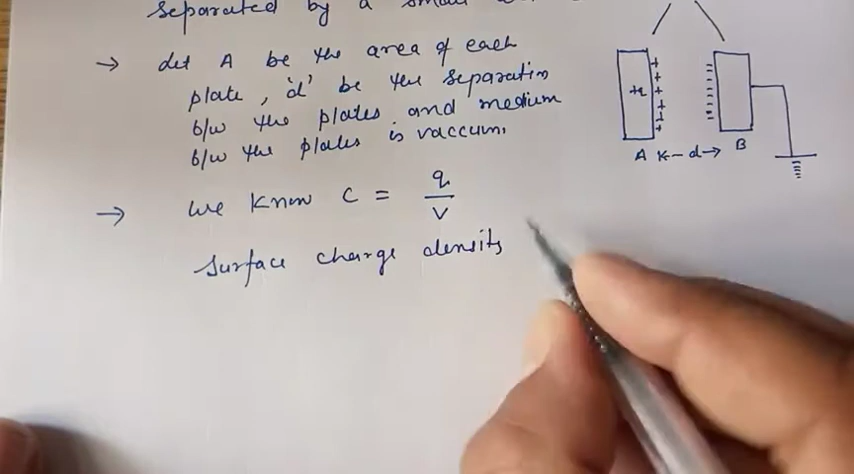 separated by a small
→ Let A be the area of each
plate, 'd' be the separation
b/w the plates and medium
b/w the plates is vaccum.
→ We know C = q/V
Surface charge density
+q
+ + + + + +
- - - - - - -
A K- d -> B